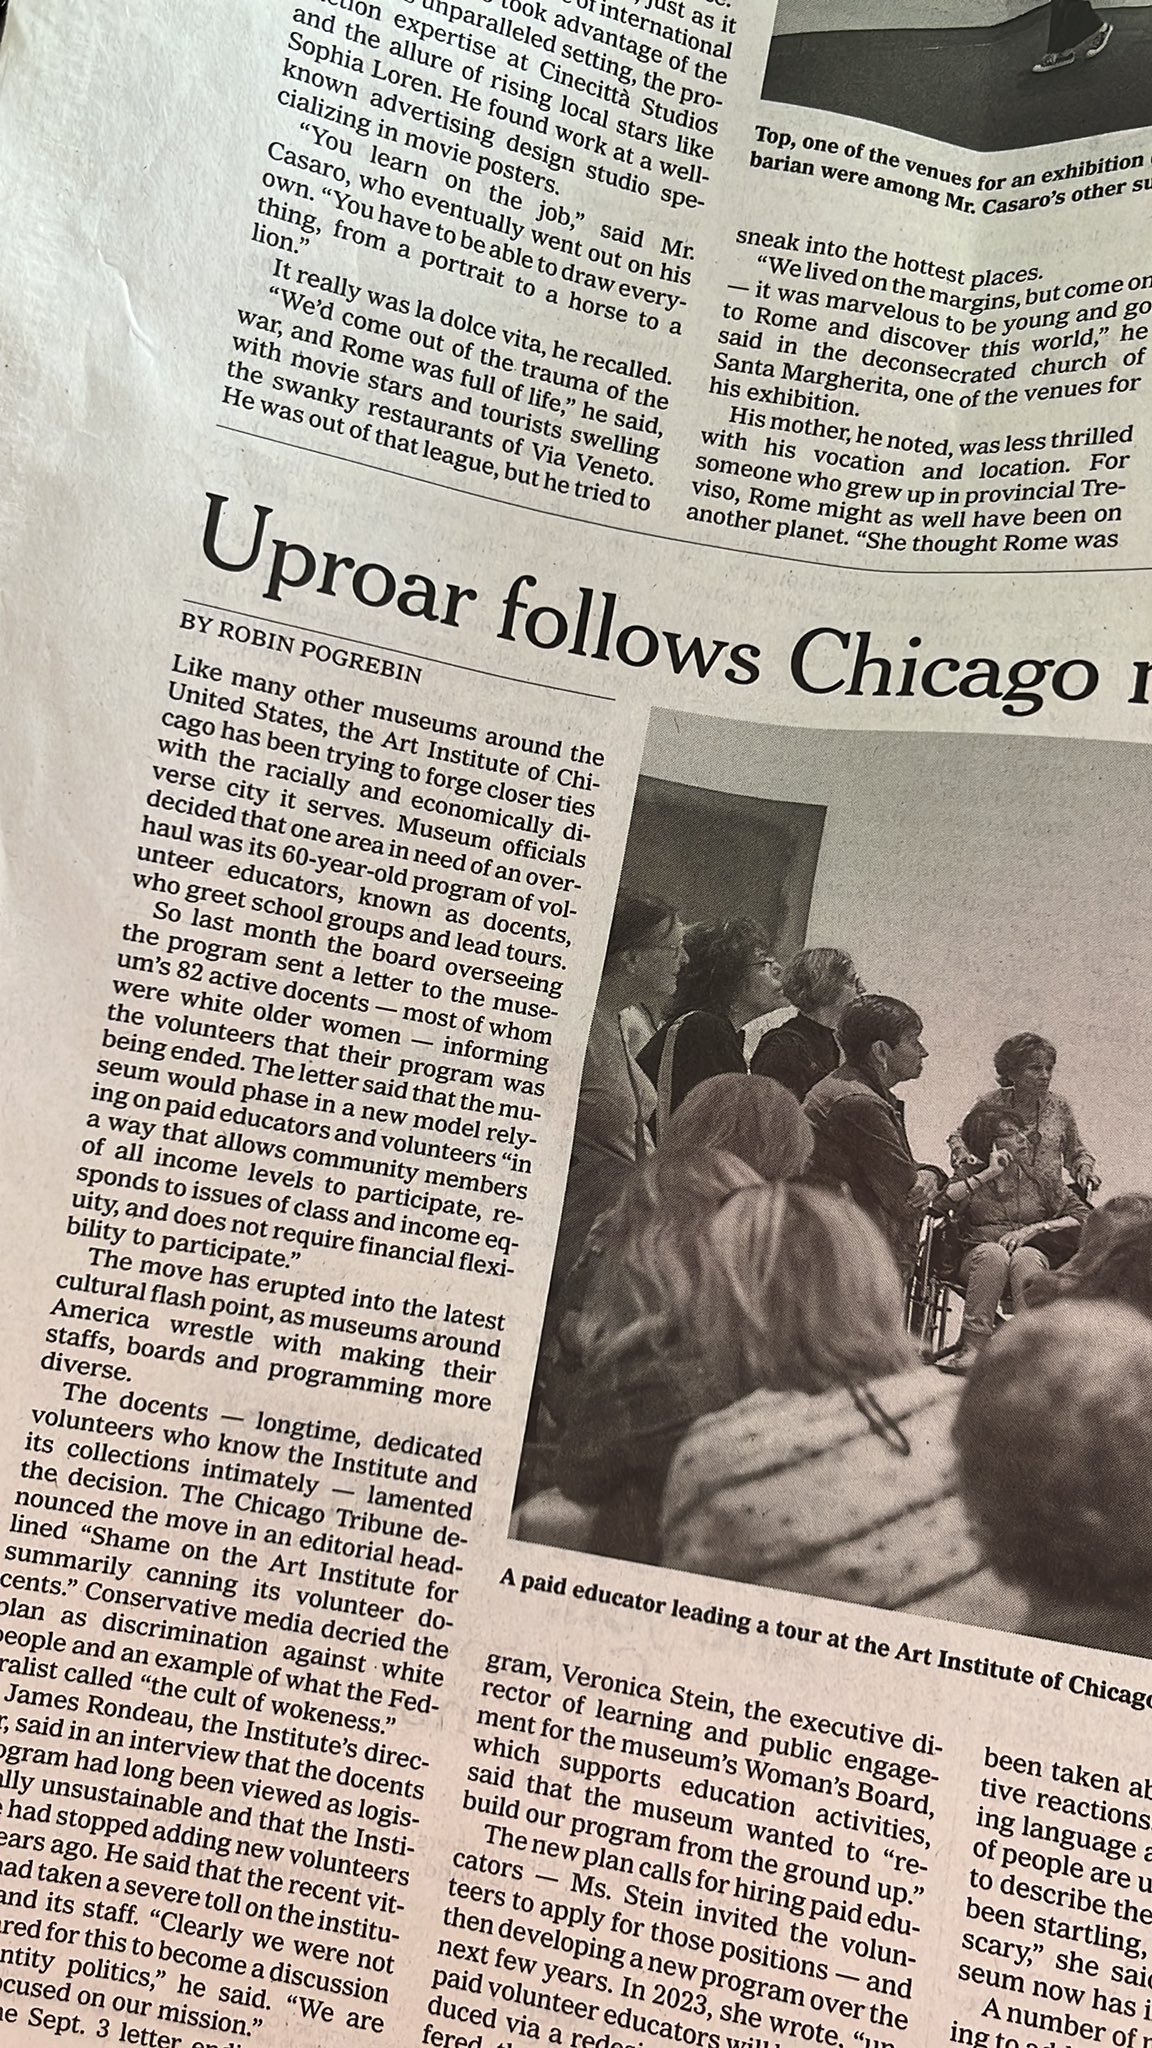 just as it
of international
took advantage of the
unparalleled setting, the pro-
expertise at Cinecittà Studios
and the allure of rising local stars like
Sophia Loren. He found work at a well-
known advertising design studio spe-
cializing in movie posters.
“You learn on the job,” said Mr.
Casaro, who eventually went out on his
own. “You have to be able to draw every-
thing, from a portrait to a horse to a
lion.”
It really was la dolce vita, he recalled.
“We’d come out of the trauma of the
war, and Rome was full of life,” he said,
with movie stars and tourists swelling
the swanky restaurants of Via Veneto.
He was out of that league, but he tried to
Top, one of the venues for an exhibition
barian were among Mr. Casaro’s other
sneak into the hottest places.
“We lived on the margins, but come on
— it was marvelous to be young and go
to Rome and discover this world,” he
said in the deconsecrated church of
Santa Margherita, one of the venues for
his exhibition.
His mother, he noted, was less thrilled
with his vocation and location. For
someone who grew up in provincial Tre-
viso, Rome might as well have been on
another planet. “She thought Rome was
Uproar follows Chicago
BY ROBIN POGREBIN
Like many other museums around the
United States, the Art Institute of Chi-
cago has been trying to forge closer ties
with the racially and economically di-
verse city it serves. Museum officials
decided that one area in need of an over-
haul was its 60-year-old program of vol-
unteer educators, known as docents,
who greet school groups and lead tours.
So last month the board overseeing
the program sent a letter to the muse-
um’s 82 active docents — most of whom
were white older women — informing
the volunteers that their program was
being ended. The letter said that the mu-
seum would phase in a new model rely-
ing on paid educators and volunteers “in
a way that allows community members
of all income levels to participate, re-
sponds to issues of class and income eq-
uity, and does not require financial flexi-
bility to participate.”
The move has erupted into the latest
cultural flash point, as museums around
America wrestle with making their
staffs, boards and programming more
diverse.
The docents — longtime, dedicated
volunteers who know the Institute and
its collections intimately — lamented
the decision. The Chicago Tribune de-
nounced the move in an editorial head-
lined “Shame on the Art Institute for
summarily canning its volunteer do-
cents.” Conservative media decried the
plan as discrimination against white
people and an example of what the Fed-
eralist called “the cult of wokeness.”
James Rondeau, the Institute’s direc-
said in an interview that the docents
program had long been viewed as logis-
unsustainable and that the Insti-
had stopped adding new volunteers
years ago. He said that the recent vit-
had taken a severe toll on the institu-
and its staff. “Clearly we were not
for this to become a discussion
politics,” he said. “We are
focused on our mission.”
Sept. 3 letter
A paid educator leading a tour at the Art Institute of Chicago
gram, Veronica Stein, the executive di-
rector of learning and public engage-
ment for the museum’s Woman’s Board,
which supports education activities,
said that the museum wanted to “re-
build our program from the ground up.”
The new plan calls for hiring paid edu-
cators — Ms. Stein invited the volun-
teers to apply for those positions — and
then developing a new program over the
next few years. In 2023, she wrote, “un-
paid volunteer educators will
duced via a
been taken
tive reactions
ing language
of people are
to describe the
been startling,
scary,” she
seum now has
A number of